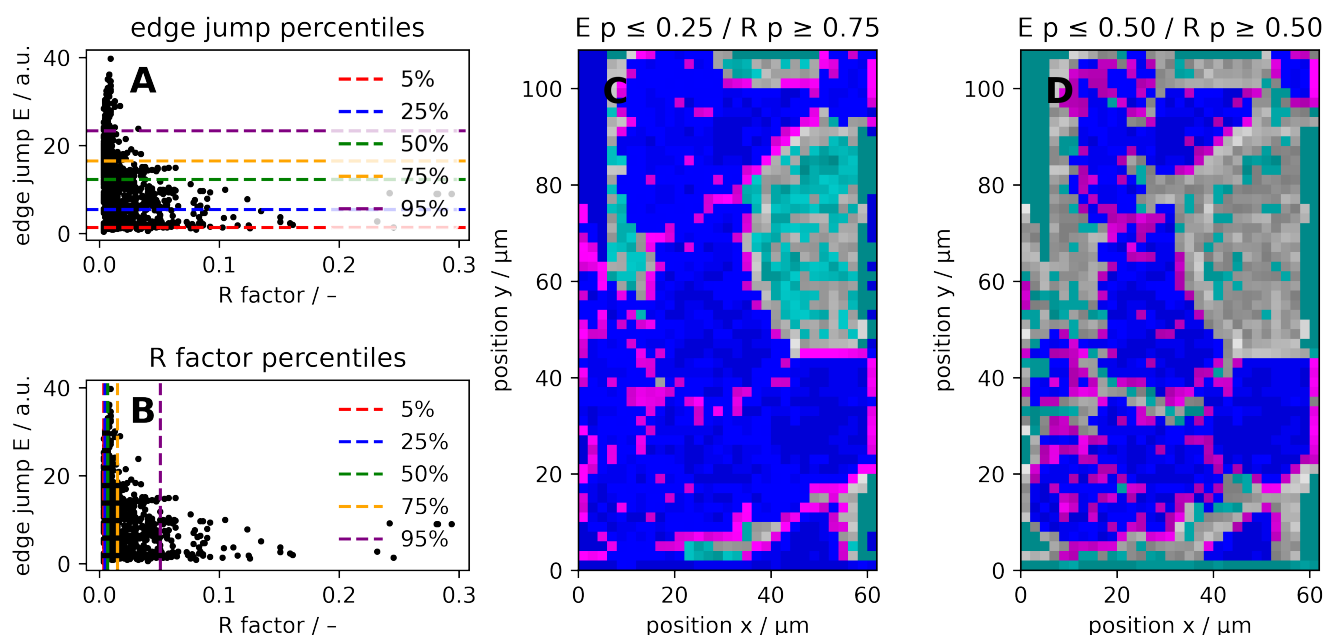 edge jump percentiles
A
edge jump E / a.u.
40
20
0
0.0 0.1 0.2 0.3
R factor / –
5%
25%
50%
75%
95%
R factor percentiles
B
edge jump E / a.u.
40
20
0
0.0 0.1 0.2 0.3
R factor / –
5%
25%
50%
75%
95%
E p ≤ 0.25 / R p ≥ 0.75
C
position y / µm
100
80
60
40
20
0
0 20 40 60
position x / µm
E p ≤ 0.50 / R p ≥ 0.50
D
position y / µm
100
80
60
40
20
0
0 20 40 60
position x / µm